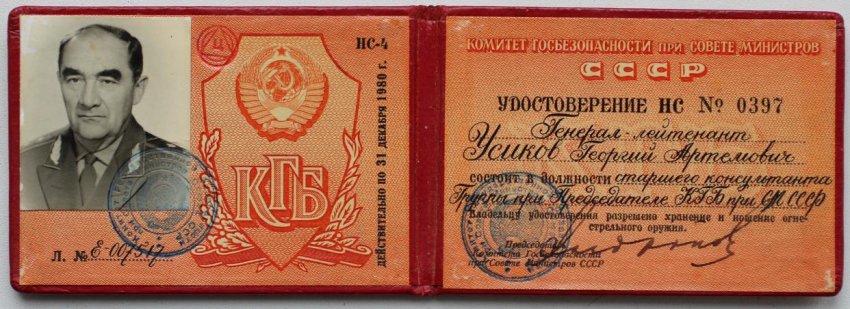 Ц
НС-4
КГБ
ДЕЙСТВИТЕЛЬНО ПО 31 ДЕКАБРЯ 1980 г.
Л. № Е-007517
КОМИТЕТ ГОСБЕЗОПАСНОСТИ ПРИ СОВЕТЕ МИНИСТРОВ
СССР
УДОСТОВЕРЕНИЕ НС № 0397
Генерал-лейтенант
Усиков Георгий Артемович
СОСТОИТ В ДОЛЖНОСТИ старшего консультанта
Группы при Председателе КГБ при СМ СССР
Владельцу удостоверения разрешено хранение и ношение огне-
стрельного оружия.
Председатель
Комитета Госбезопасности
при Совете Министров СССР